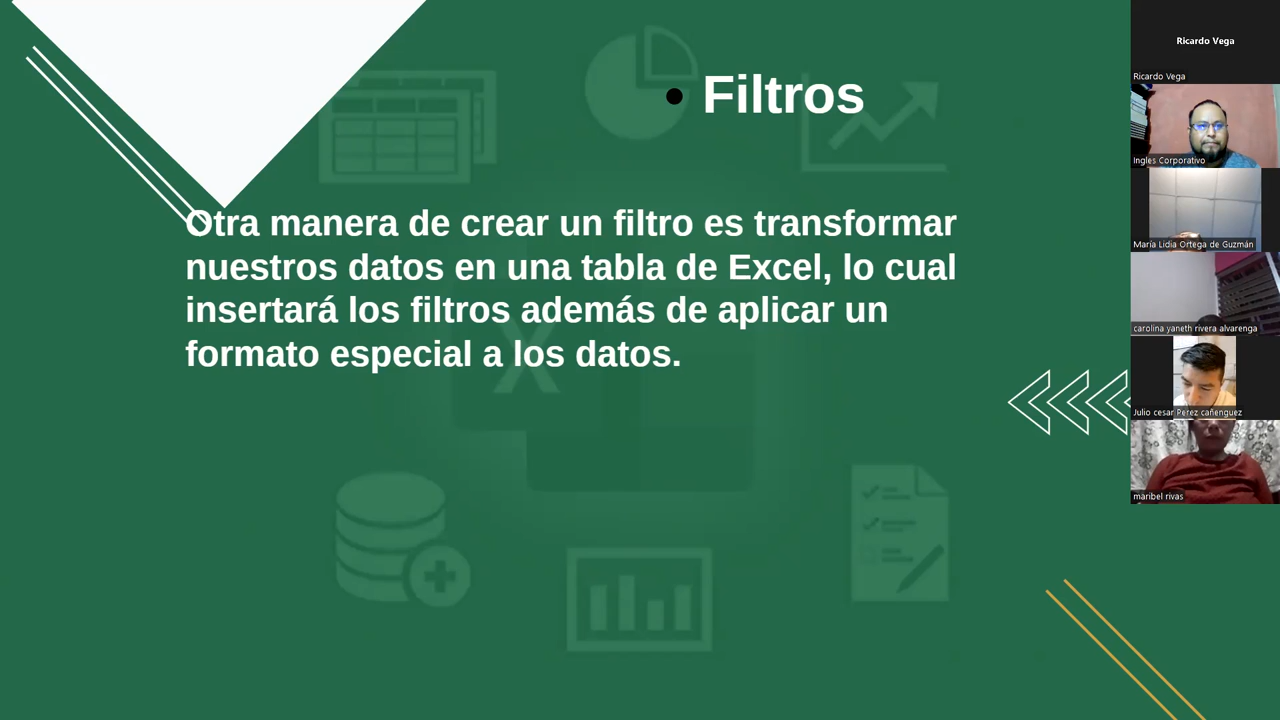 • Filtros
Otra manera de crear un filtro es transformar
nuestros datos en una tabla de Excel, lo cual
insertará los filtros además de aplicar un
formato especial a los datos.
X
Ricardo Vega
Ricardo Vega
Ingles Corporativo
María Lidia Ortega de Guzmán
carolina yaneth rivera alvarenga
Julio cesar Perez cañenguez
maribel rivas